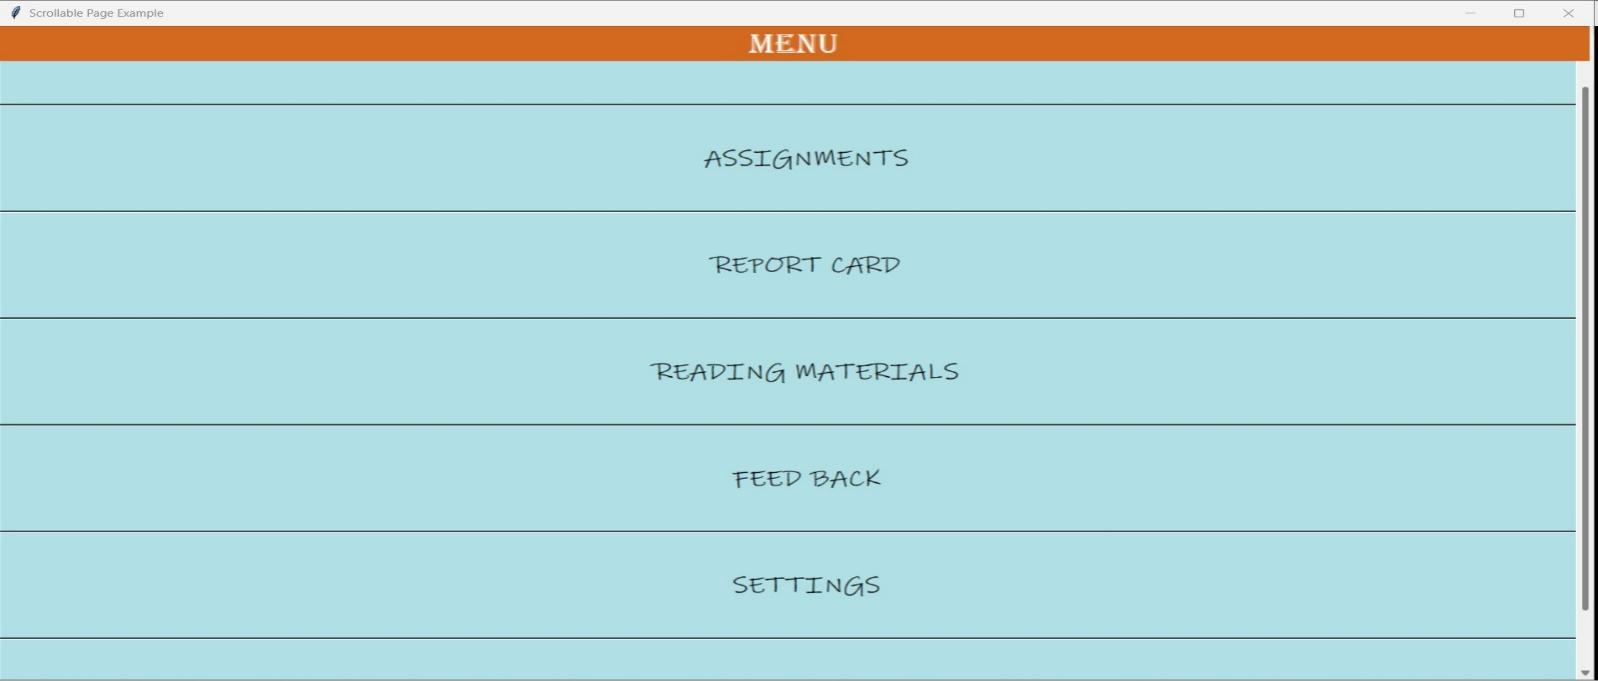 Scrollable Page Example
MENU
ASSIGNMENTS
REPORT CARD
READING MATERIALS
FEED BACK
SETTINGS